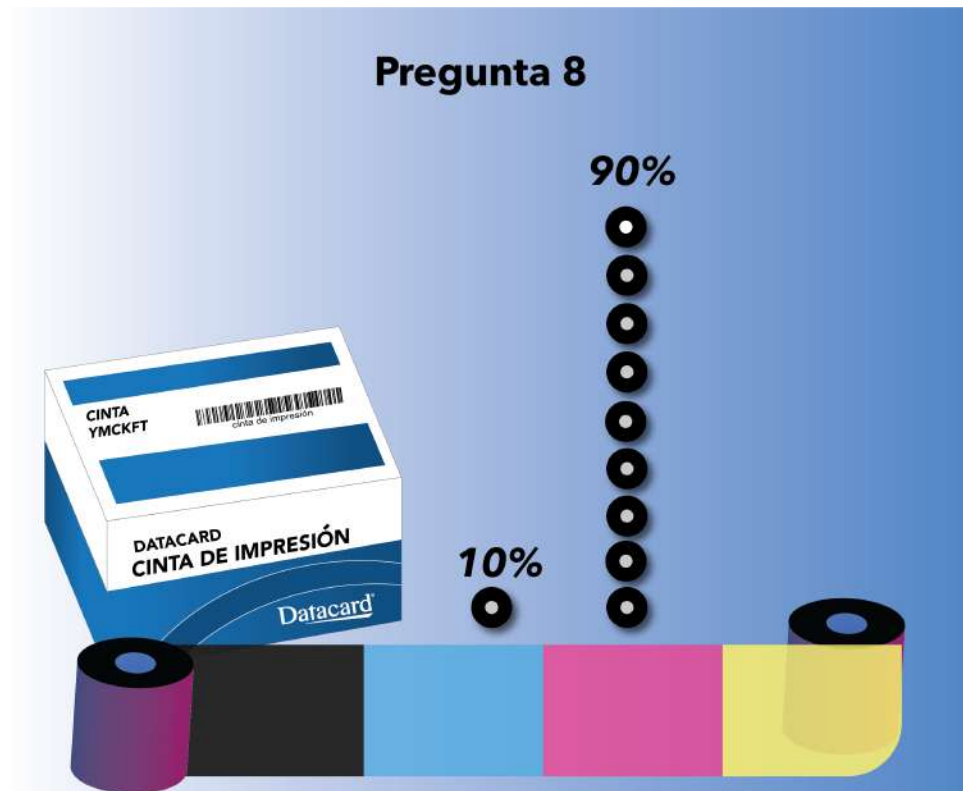 Pregunta 8
90%
CINTA
YMCKFT
cinta de impresión
DATACARD
CINTA DE IMPRESIÓN
Datacard
10%